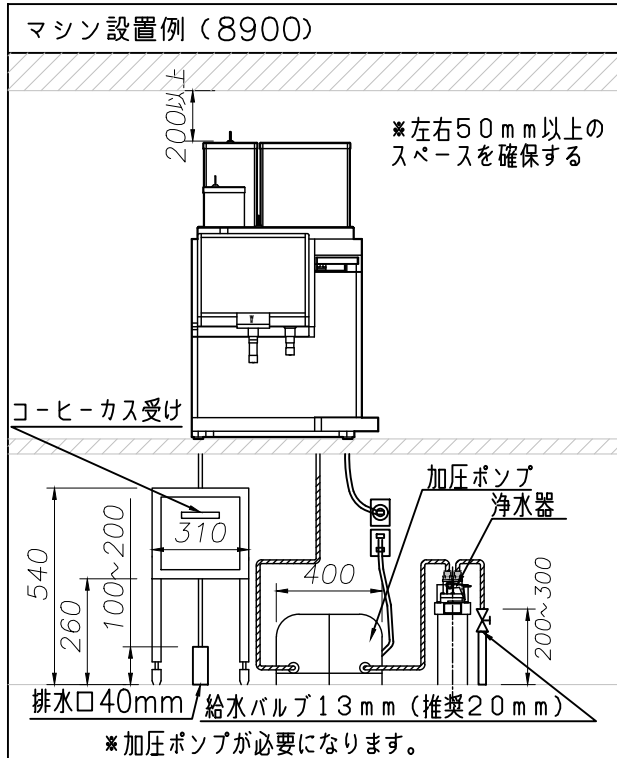 マシン設置例（8900）
200以上
※左右50mm以上の
スペースを確保する
コーヒーカス受け
加圧ポンプ
浄水器
310
400
540
260
100~200
200~300
排水口40mm
給水バルブ13mm（推奨20mm）
※加圧ポンプが必要になります。